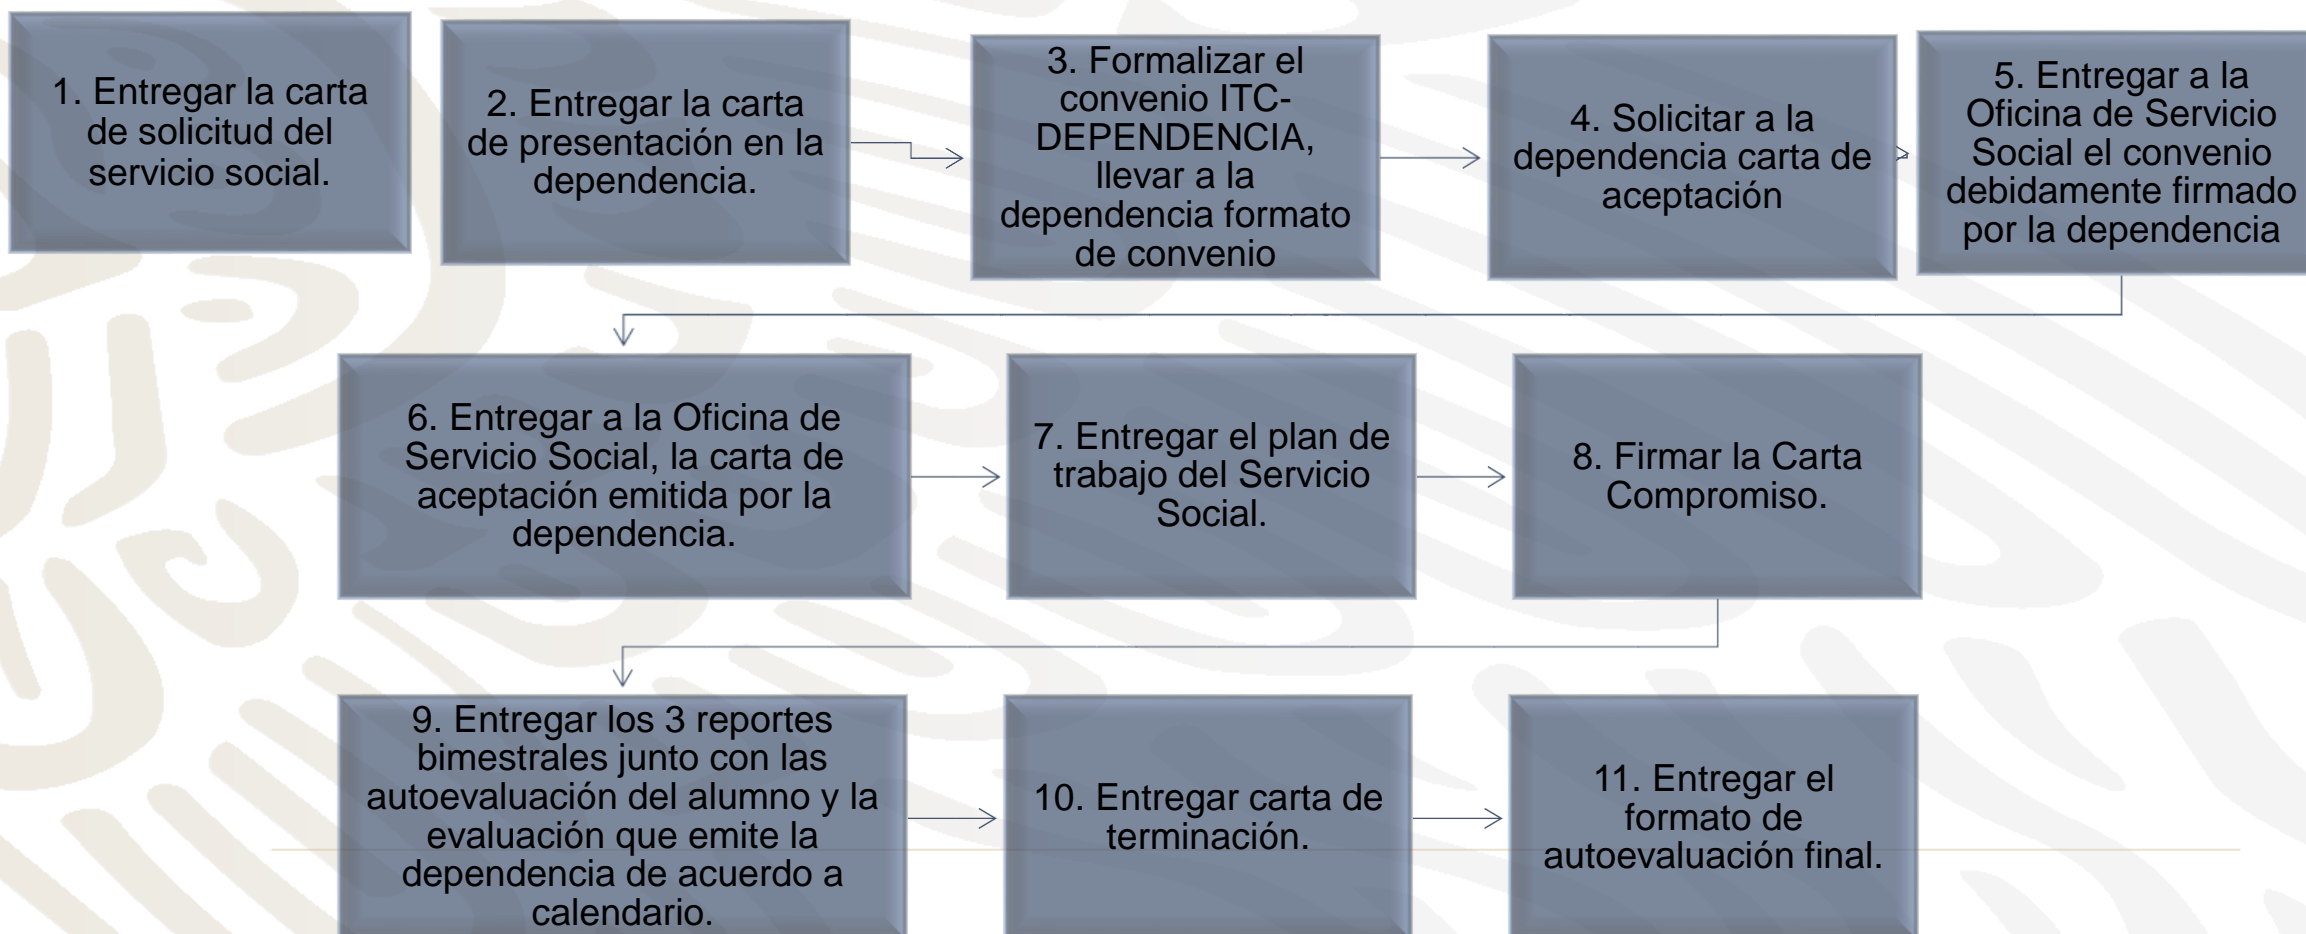 1. Entregar la carta
de solicitud del
servicio social.
2. Entregar la carta
de presentación en la
dependencia.
3. Formalizar el
convenio ITC-
DEPENDENCIA,
llevar a la
dependencia formato
de convenio
4. Solicitar a la
dependencia carta de
aceptación
5. Entregar a la
Oficina de Servicio
Social el convenio
debidamente firmado
por la dependencia
6. Entregar a la Oficina de
Servicio Social, la carta de
aceptación emitida por la
dependencia.
7. Entregar el plan de
trabajo del Servicio
Social.
8. Firmar la Carta
Compromiso.
9. Entregar los 3 reportes
bimestrales junto con las
autoevaluación del alumno y la
evaluación que emite la
dependencia de acuerdo a
calendario.
10. Entregar carta de
terminación.
11. Entregar el
formato de
autoevaluación final.